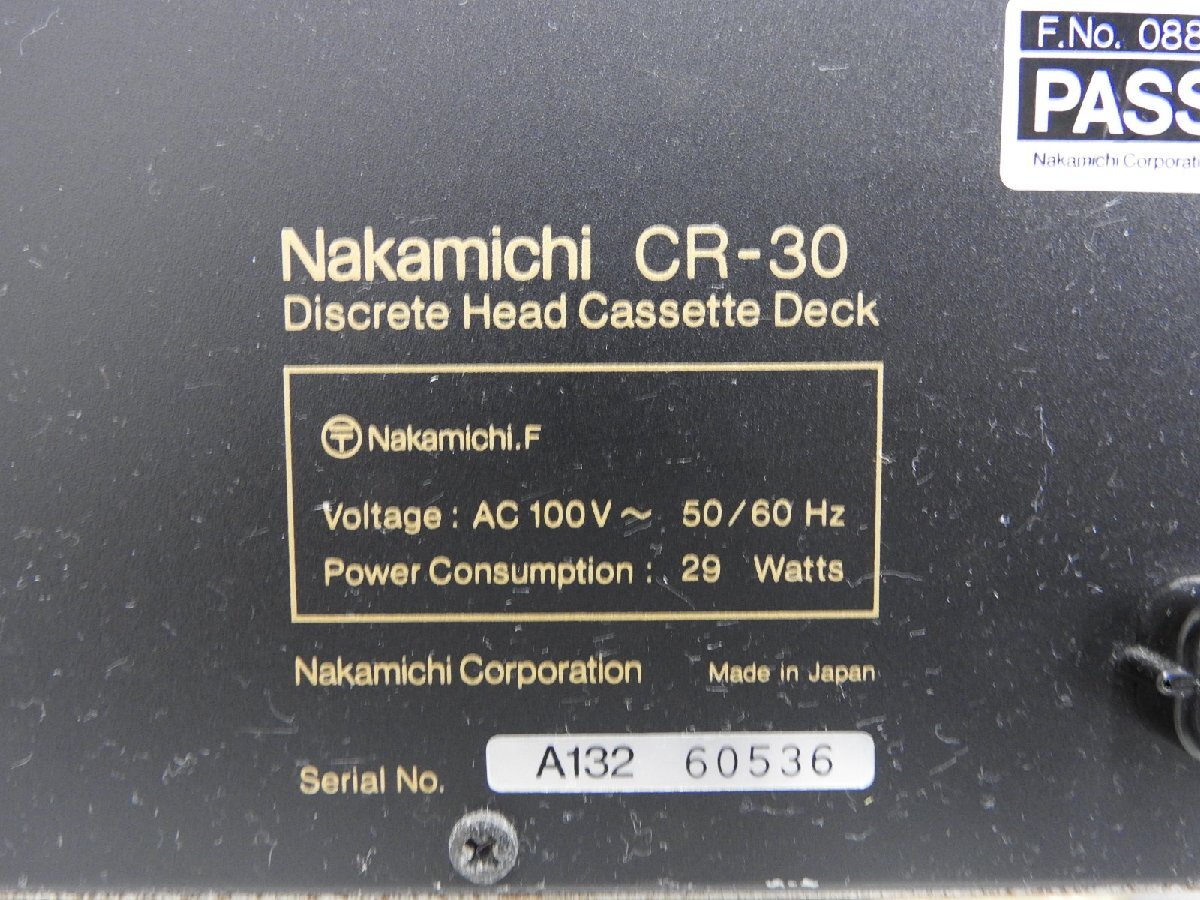 F.No. 088
PASS
Nakamichi Corporati
Nakamichi CR-30
Discrete Head Cassette Deck
Nakamichi.F
Voltage : AC 100V ~ 50/60 Hz
Power Consumption : 29 Watts
Nakamichi Corporation Made in Japan
Serial No. A132 60536